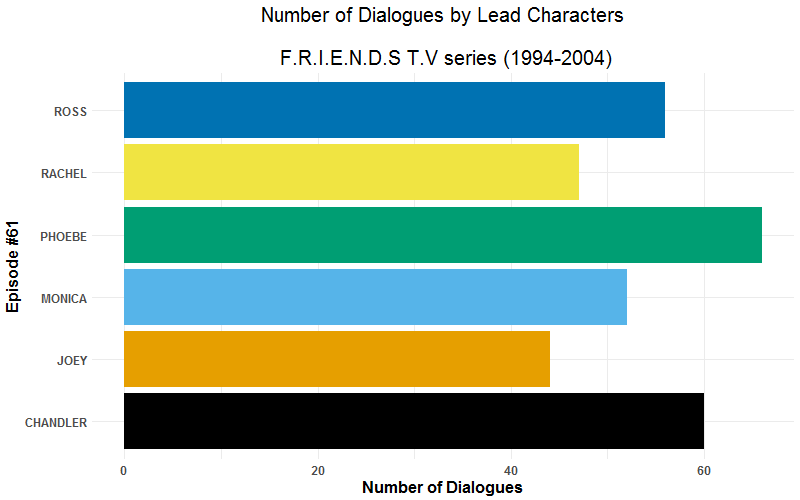 Number of Dialogues by Lead Characters
F.R.I.E.N.D.S T.V series (1994-2004)
Episode #61
ROSS
RACHEL
PHOEBE
MONICA
JOEY
CHANDLER
0 20 40 60
Number of Dialogues